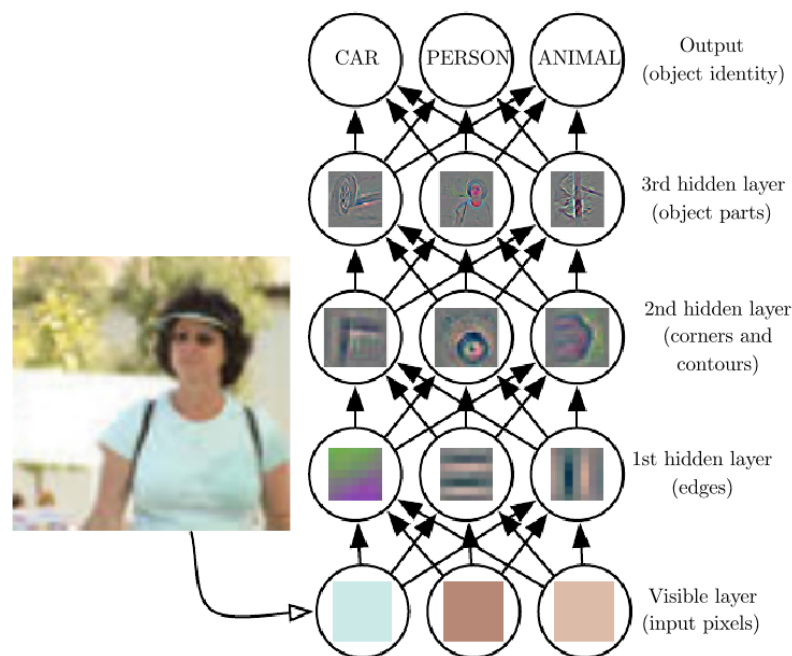 CAR
PERSON
ANIMAL
Output
(object identity)
3rd hidden layer
(object parts)
2nd hidden layer
(corners and
contours)
1st hidden layer
(edges)
Visible layer
(input pixels)